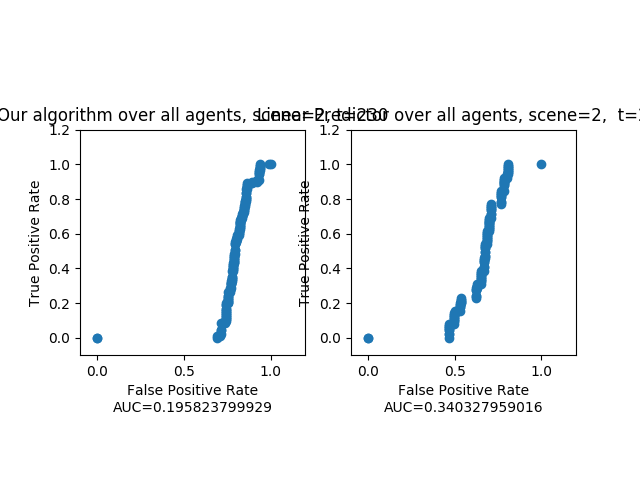 Our algorithm over all agents, scene=2, t=230
Linear Predictor over all agents, scene=2, t=
True Positive Rate
1.2
1.0
0.8
0.6
0.4
0.2
0.0
0.0 0.5 1.0
False Positive Rate
AUC=0.195823799929
True Positive Rate
1.2
1.0
0.8
0.6
0.4
0.2
0.0
0.0 0.5 1.0
False Positive Rate
AUC=0.340327959016